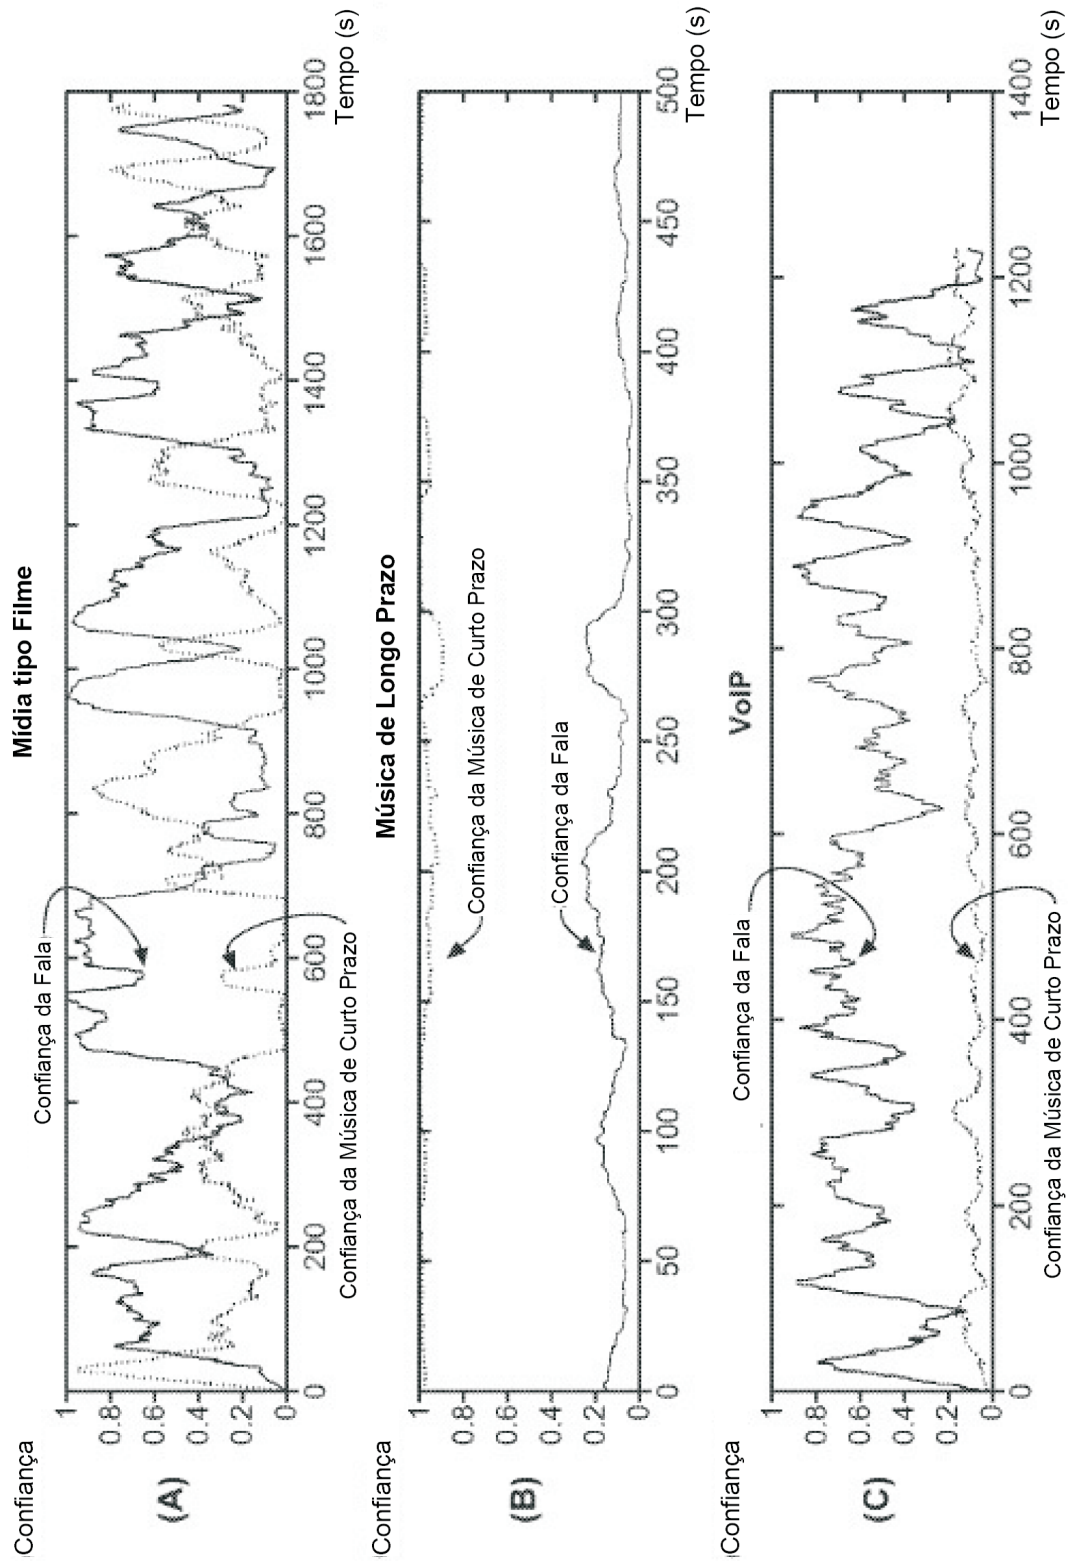 Mídia tipo Filme
Confiança
(A)
1
0.8
0.6
0.4
0.2
0
Confiança da Fala
Confiança da Música de Curto Prazo
0 200 400 600 800 1000 1200 1400 1600 1800
Tempo (s)
Música de Longo Prazo
Confiança
(B)
1
0.8
0.6
0.4
0.2
0
Confiança da Música de Curto Prazo
Confiança da Fala
0 50 100 150 200 250 300 350 400 450 500
Tempo (s)
VoIP
Confiança
(C)
1
0.8
0.6
0.4
0.2
0
Confiança da Fala
Confiança da Música de Curto Prazo
0 200 400 600 800 1000 1200 1400
Tempo (s)